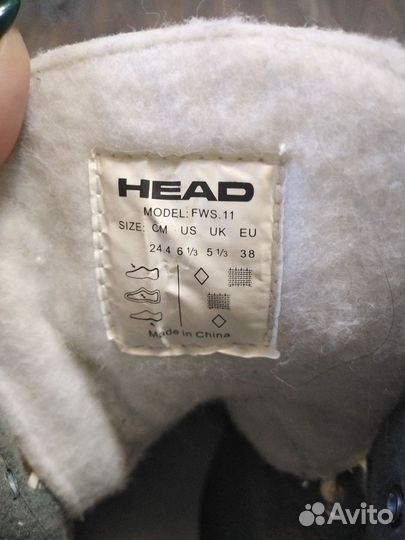 HEAD
MODEL: FWS.11
SIZE: CM US UK EU
24.4 6 1/3 5 1/3 38
Made in China
Avito